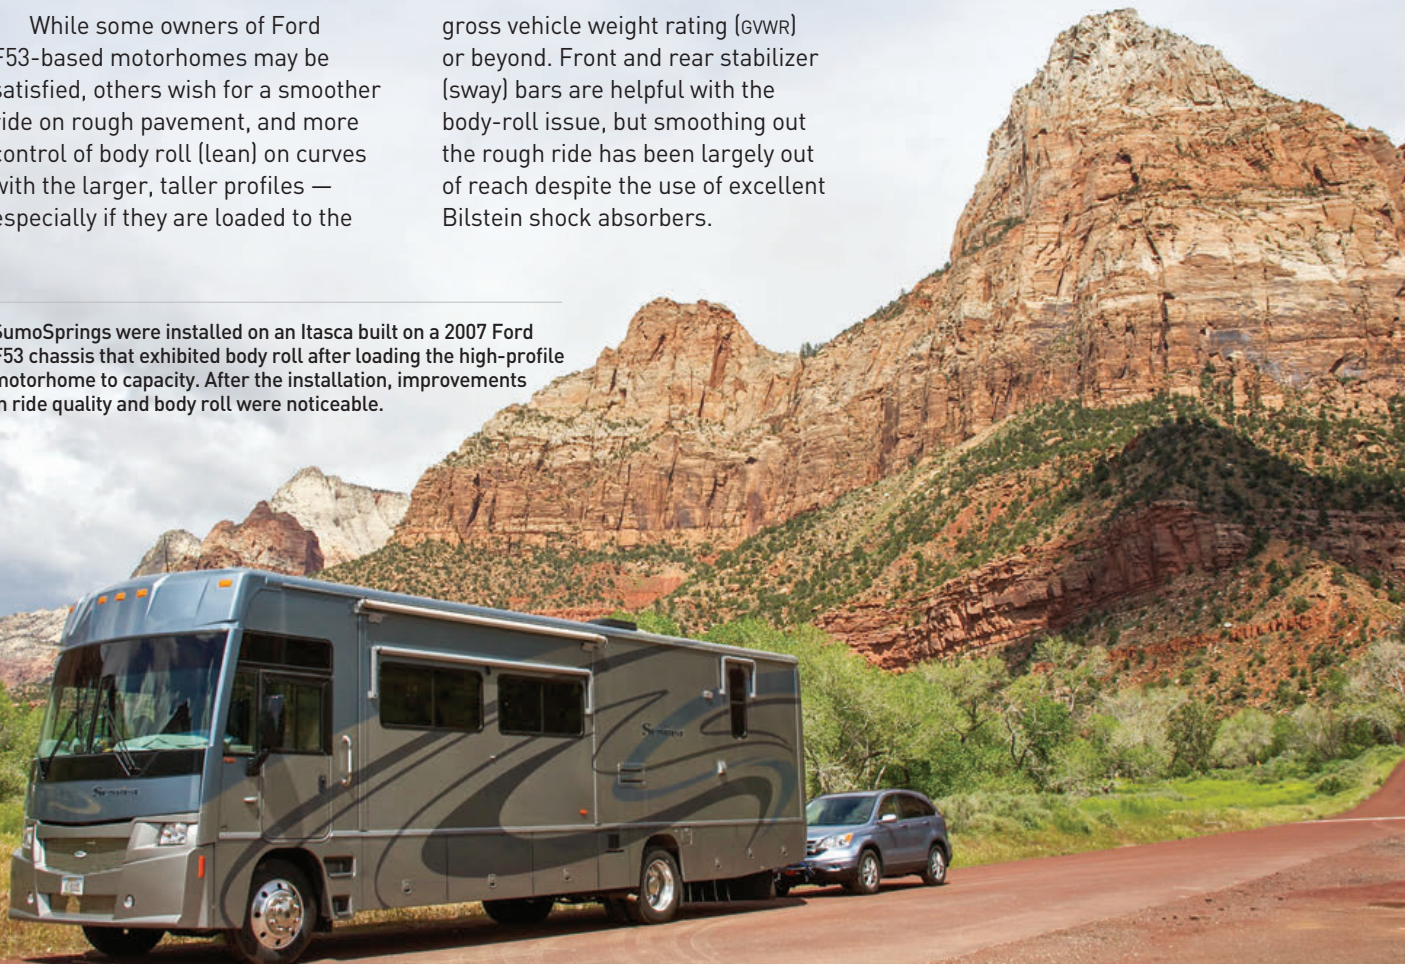 While some owners of Ford
F53-based motorhomes may be
satisfied, others wish for a smoother
ride on rough pavement, and more
control of body roll (lean) on curves
with the larger, taller profiles —
especially if they are loaded to the
gross vehicle weight rating (GVWR)
or beyond. Front and rear stabilizer
(sway) bars are helpful with the
body-roll issue, but smoothing out
the rough ride has been largely out
of reach despite the use of excellent
Bilstein shock absorbers.
SumoSprings were installed on an Itasca built on a 2007 Ford
F53 chassis that exhibited body roll after loading the high-profile
motorhome to capacity. After the installation, improvements
in ride quality and body roll were noticeable.
Sunrise
Sunrise